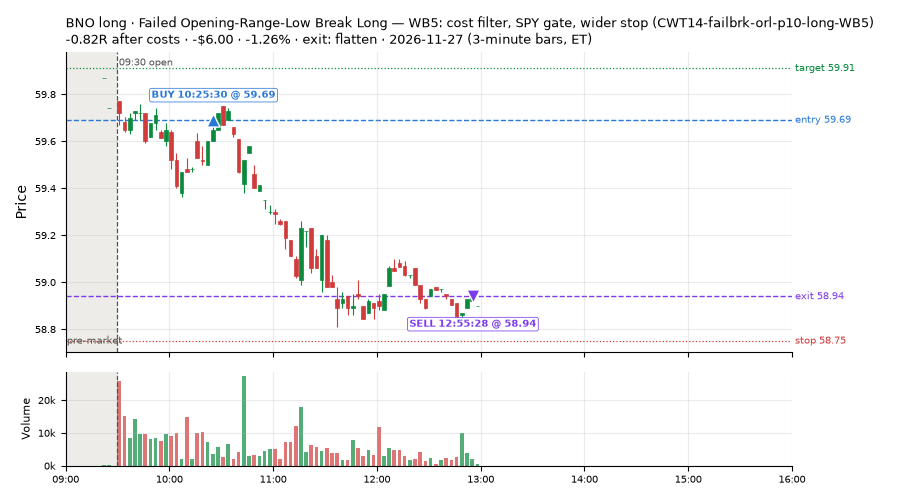 BNO long · Failed Opening-Range-Low Break Long — WB5: cost filter, SPY gate, wider stop (CWT14-failbrk-orl-p10-long-WB5)
-0.82R after costs · -$6.00 · -1.26% · exit: flatten · 2026-11-27 (3-minute bars, ET)
09:30 open
target 59.91
59.8
BUY 10:25:30 @ 59.69
entry 59.69
59.6
59.4
Price
59.2
59.0
exit 58.94
58.8
SELL 12:55:28 @ 58.94
pre-market
stop 58.75
Volume
20k
10k
0k
09:00
10:00
11:00
12:00
13:00
14:00
15:00
16:00